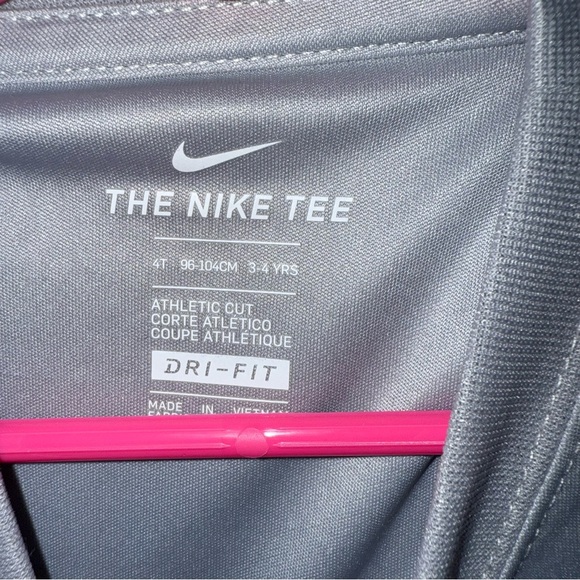 THE NIKE TEE
4T 96-104CM 3-4 YRS
ATHLETIC CUT
CORTE ATLÉTICO
COUPE ATHLÉTIQUE
DRI-FIT
MADE IN VIETNAM